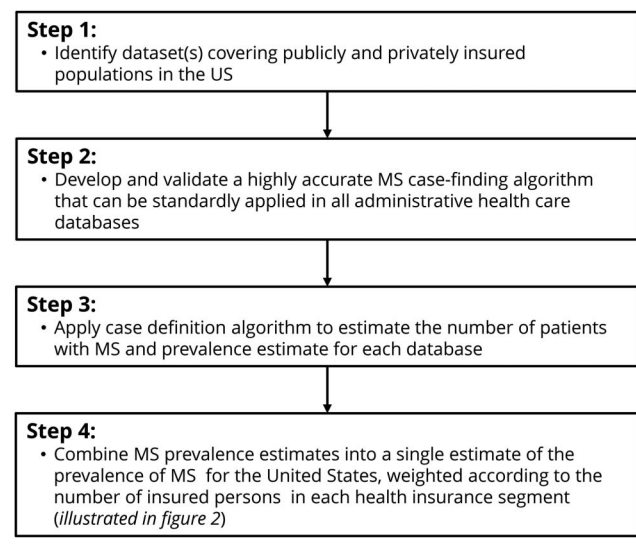 Step 1:
• Identify dataset(s) covering publicly and privately insured
populations in the US
Step 2:
• Develop and validate a highly accurate MS case-finding algorithm
that can be standardly applied in all administrative health care
databases
Step 3:
• Apply case definition algorithm to estimate the number of patients
with MS and prevalence estimate for each database
Step 4:
• Combine MS prevalence estimates into a single estimate of the
prevalence of MS for the United States, weighted according to the
number of insured persons in each health insurance segment
(illustrated in figure 2)